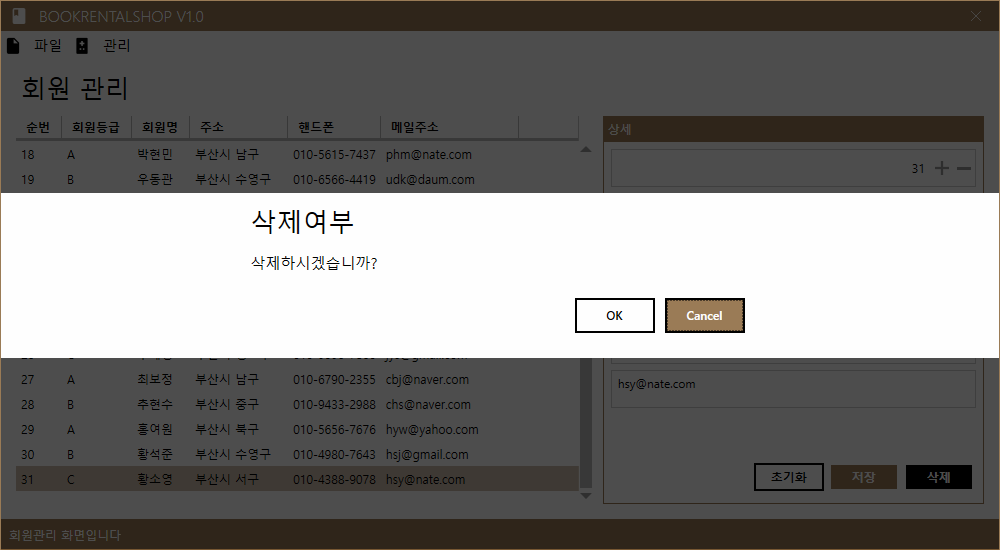 BOOKRENTALSHOP V1.0
파일 관리
회원 관리
순번 회원등급 회원명 주소 핸드폰 메일주소
18 A 박현민 부산시 남구 010-5615-7437 phm@nate.com
19 B 우동관 부산시 수영구 010-6566-4419 udk@daum.com
상세
31
삭제여부
삭제하시겠습니까?
OK Cancel
27 A 최보정 부산시 남구 010-6790-2355 cbj@naver.com
28 B 추현수 부산시 중구 010-9433-2988 chs@naver.com
29 A 홍여원 부산시 북구 010-5656-7676 hyw@yahoo.com
30 B 황석준 부산시 수영구 010-4980-7643 hsj@gmail.com
31 C 황소영 부산시 서구 010-4388-9078 hsy@nate.com
hsy@nate.com
초기화 저장 삭제
회원관리 화면입니다